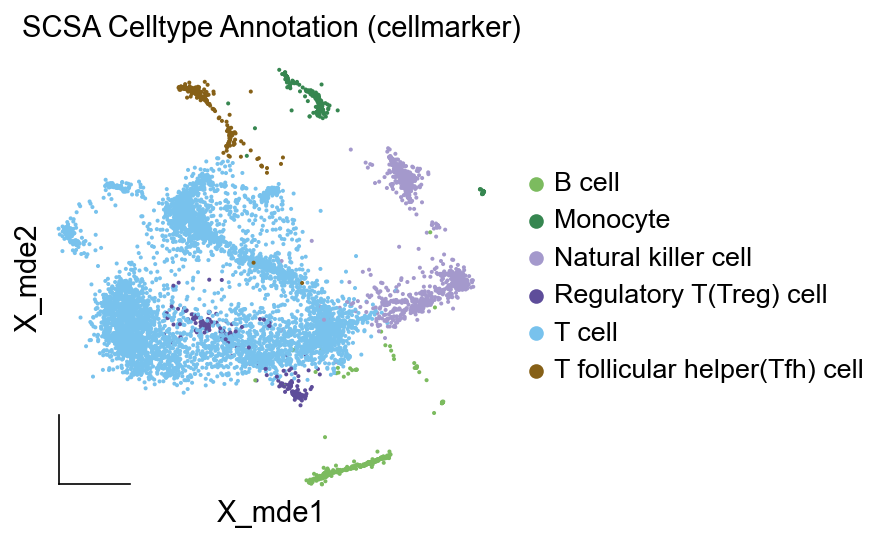 SCSA Celltype Annotation (cellmarker)
B cell
Monocyte
Natural killer cell
Regulatory T(Treg) cell
T cell
T follicular helper(Tfh) cell
X_mde2
X_mde1